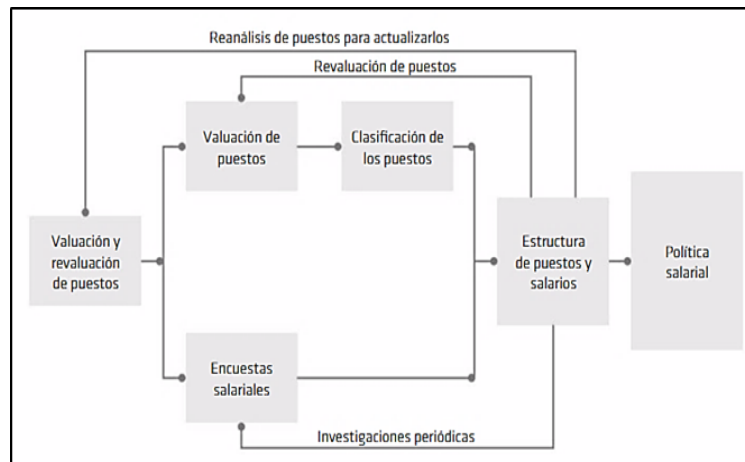 Reanálisis de puestos para actualizarlos
Revaluación de puestos
Valuación de
puestos
Clasificación de
los puestos
Valuación y
revaluación
de puestos
Estructura
de puestos y
salarios
Política
salarial
Encuestas
salariales
Investigaciones periódicas